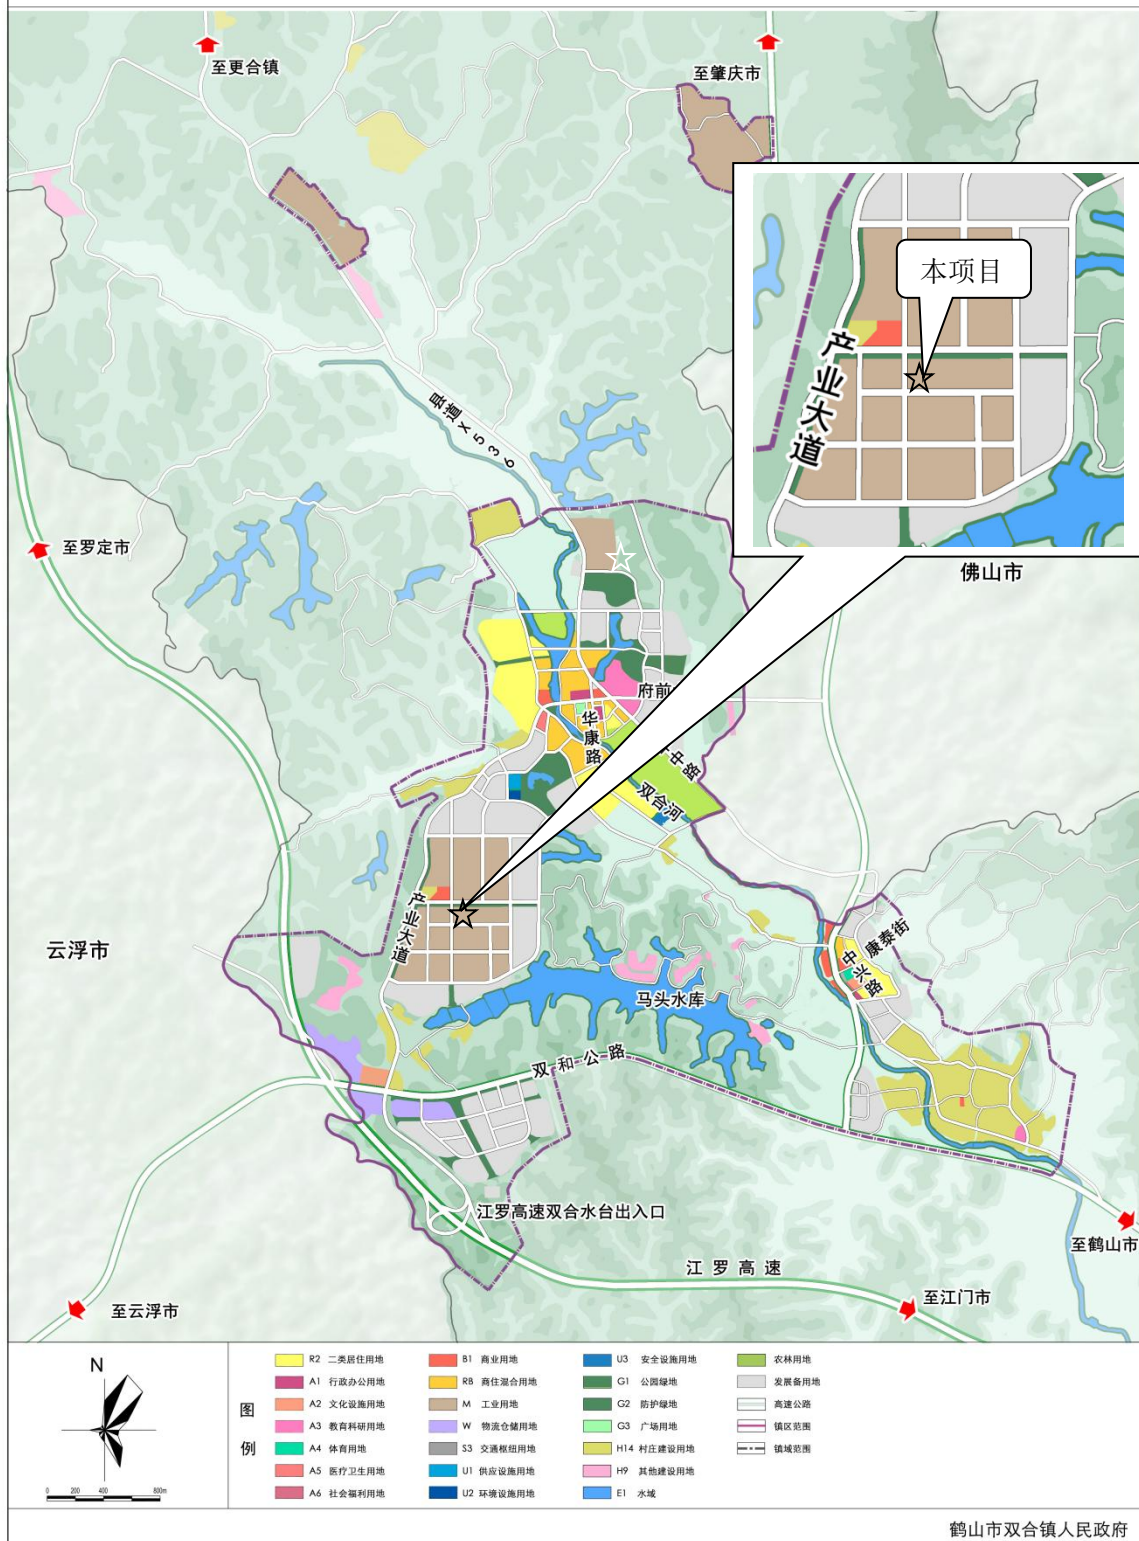 至更合镇
至肇庆市
本项目
产业大道
县道X536
至罗定市
佛山市
府前
华康路
中路
双合河
产业大道
云浮市
康泰街
中兴路
马头水库
双和公路
江罗高速双合水台出入口
至鹤山市
江罗高速
至江门市
至云浮市
N
0 200 400 800m
图例
R2 二类居住用地
A1 行政办公用地
A2 文化设施用地
A3 教育科研用地
A4 体育用地
A5 医疗卫生用地
A6 社会福利用地
B1 商业用地
RB 商住混合用地
M 工业用地
W 物流仓储用地
S3 交通枢纽用地
U1 供应设施用地
U2 环境设施用地
U3 安全设施用地
G1 公园绿地
G2 防护绿地
G3 广场用地
H14 村庄建设用地
H9 其他建设用地
E1 水域
农林用地
发展备用地
高速公路
镇区范围
镇域范围
鹤山市双合镇人民政府